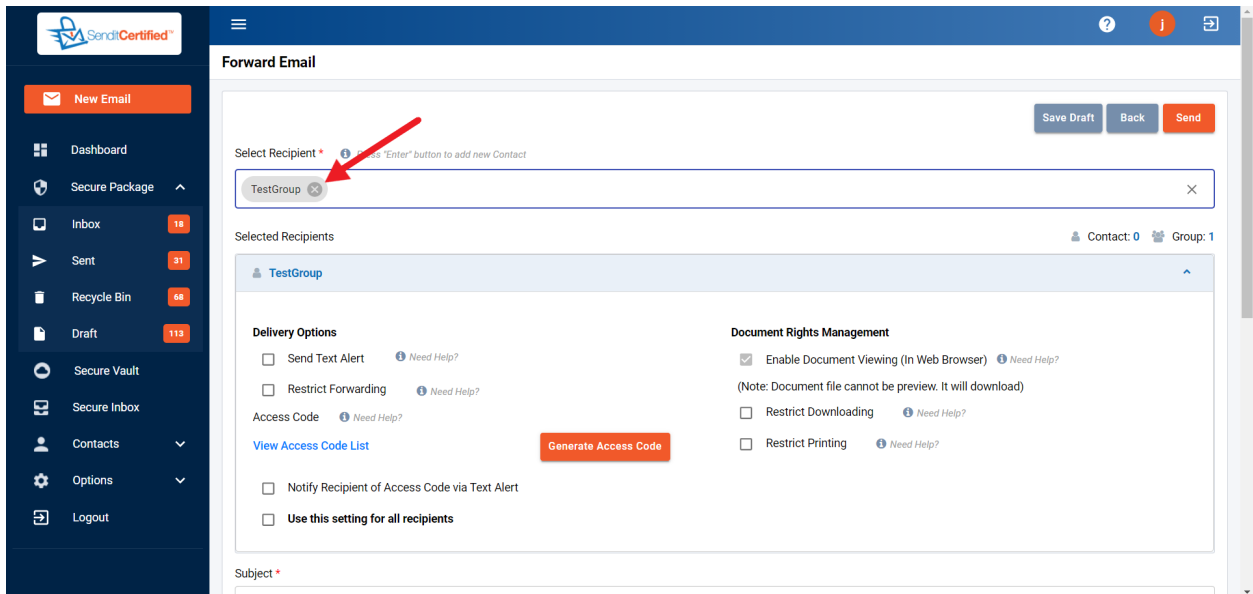 SenditCertified™
j
Forward Email
New Email
Save Draft
Back
Send
Dashboard
Select Recipient *
"Enter" button to add new Contact
Secure Package
TestGroup
Inbox
18
Selected Recipients
Contact: 0
Group: 1
Sent
31
TestGroup
Recycle Bin
68
Draft
113
Delivery Options
Document Rights Management
Send Text Alert
Need Help?
Enable Document Viewing (In Web Browser)
Need Help?
Secure Vault
Restrict Forwarding
Need Help?
(Note: Document file cannot be preview. It will download)
Secure Inbox
Access Code
Need Help?
Restrict Downloading
Need Help?
Contacts
View Access Code List
Generate Access Code
Restrict Printing
Need Help?
Options
Notify Recipient of Access Code via Text Alert
Logout
Use this setting for all recipients
Subject *